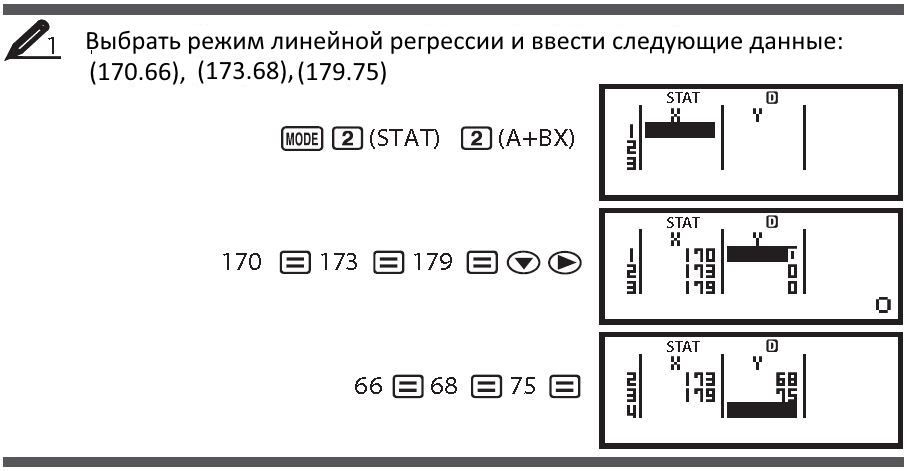 1 Выбрать режим линейной регрессии и ввести следующие данные:
(170.66), (173.68), (179.75)
MODE 2 (STAT) 2 (A+BX)
STAT D
X Y
1
2
3
170 = 173 = 179 = ▼ ▶
STAT D
X Y
1 170
2 173 0
3 179 0
0
66 = 68 = 75 =
STAT D
X Y
2 173 68
3 179 75
4